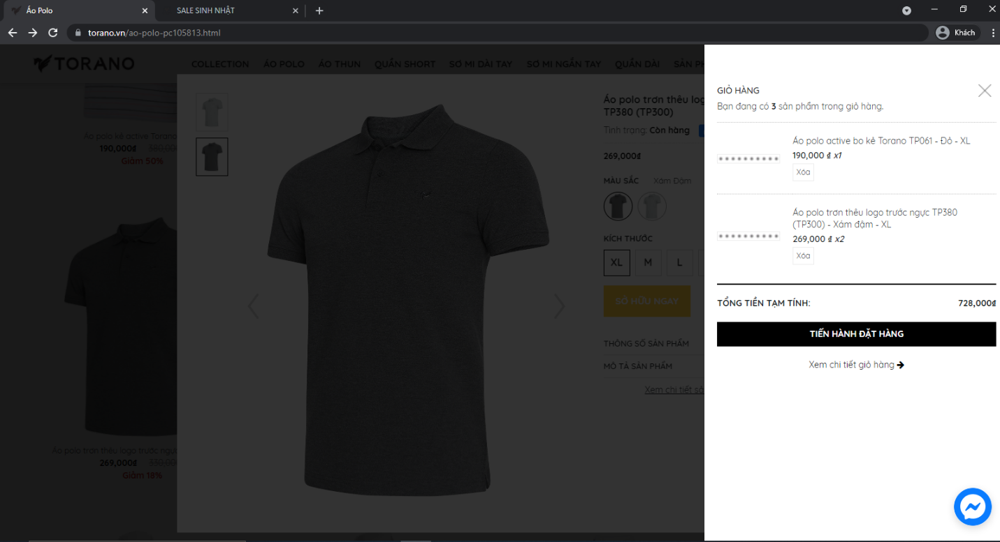 Áo Polo
SALE SINH NHẬT
torano.vn/ao-polo-pc105813.html
Khách
TORANO
COLLECTION ÁO POLO ÁO THUN QUẦN SHORT SƠ MI DÀI TAY SƠ MI NGẮN TAY QUẦN DÀI SẢN PH
Áo polo kẻ active Torano
190,000₫ 380,00
Giảm 50%
Áo polo trơn thêu logo trước ngự
269,000₫ 330,00
Giảm 18%
Áo polo trơn thêu log
TP380 (TP300)
Tình trạng: Còn hàng
269,000₫
MÀU SẮC Xám Đậm
KÍCH THƯỚC
XL M L
SỞ HỮU NGAY
THÔNG SỐ SẢN PHẨM
MÔ TẢ SẢN PHẨM
Xem chi tiết sả
GIỎ HÀNG
Bạn đang có 3 sản phẩm trong giỏ hàng.
Áo polo active bo kẻ Torano TP061 - Đỏ - XL
190,000 ₫ x1
Xóa
Áo polo trơn thêu logo trước ngực TP380
(TP300) - Xám đậm - XL
269,000 ₫ x2
Xóa
TỔNG TIỀN TẠM TÍNH: 728,000₫
TIẾN HÀNH ĐẶT HÀNG
Xem chi tiết giỏ hàng